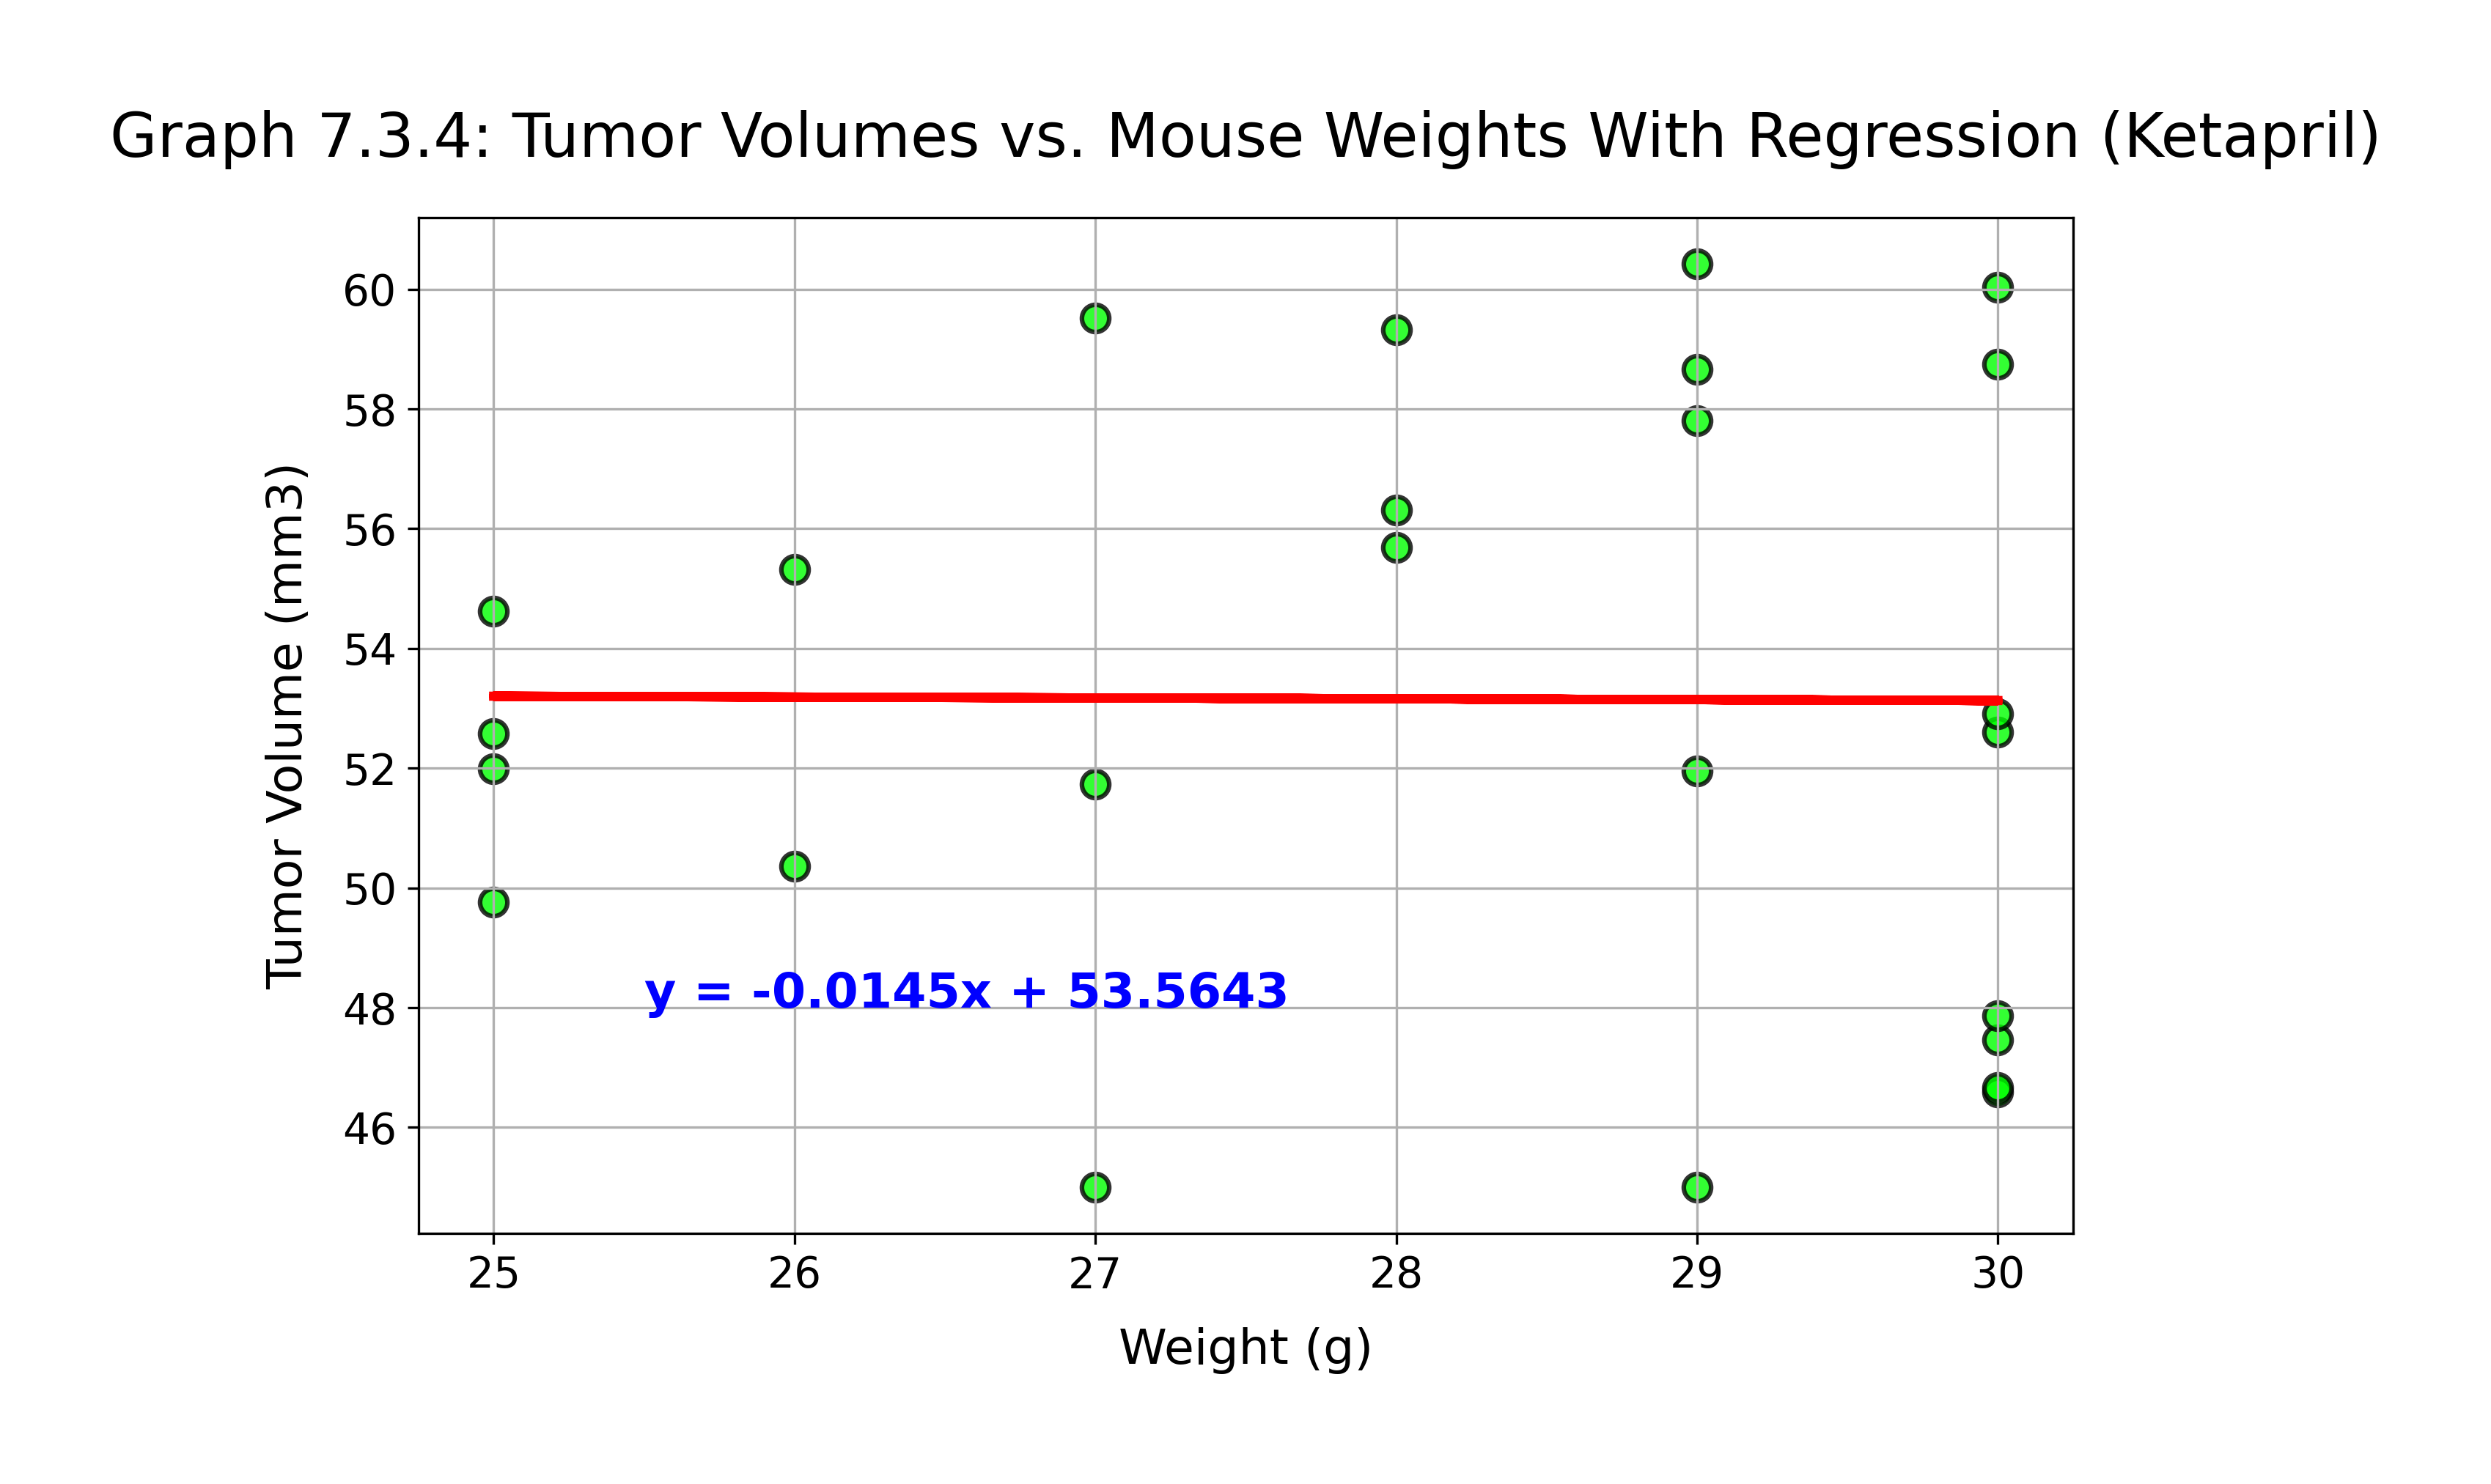 Graph 7.3.4: Tumor Volumes vs. Mouse Weights With Regression (Ketapril)
60
58
56
54
52
50
48
46
Tumor Volume (mm3)
y = -0.0145x + 53.5643
25 26 27 28 29 30
Weight (g)